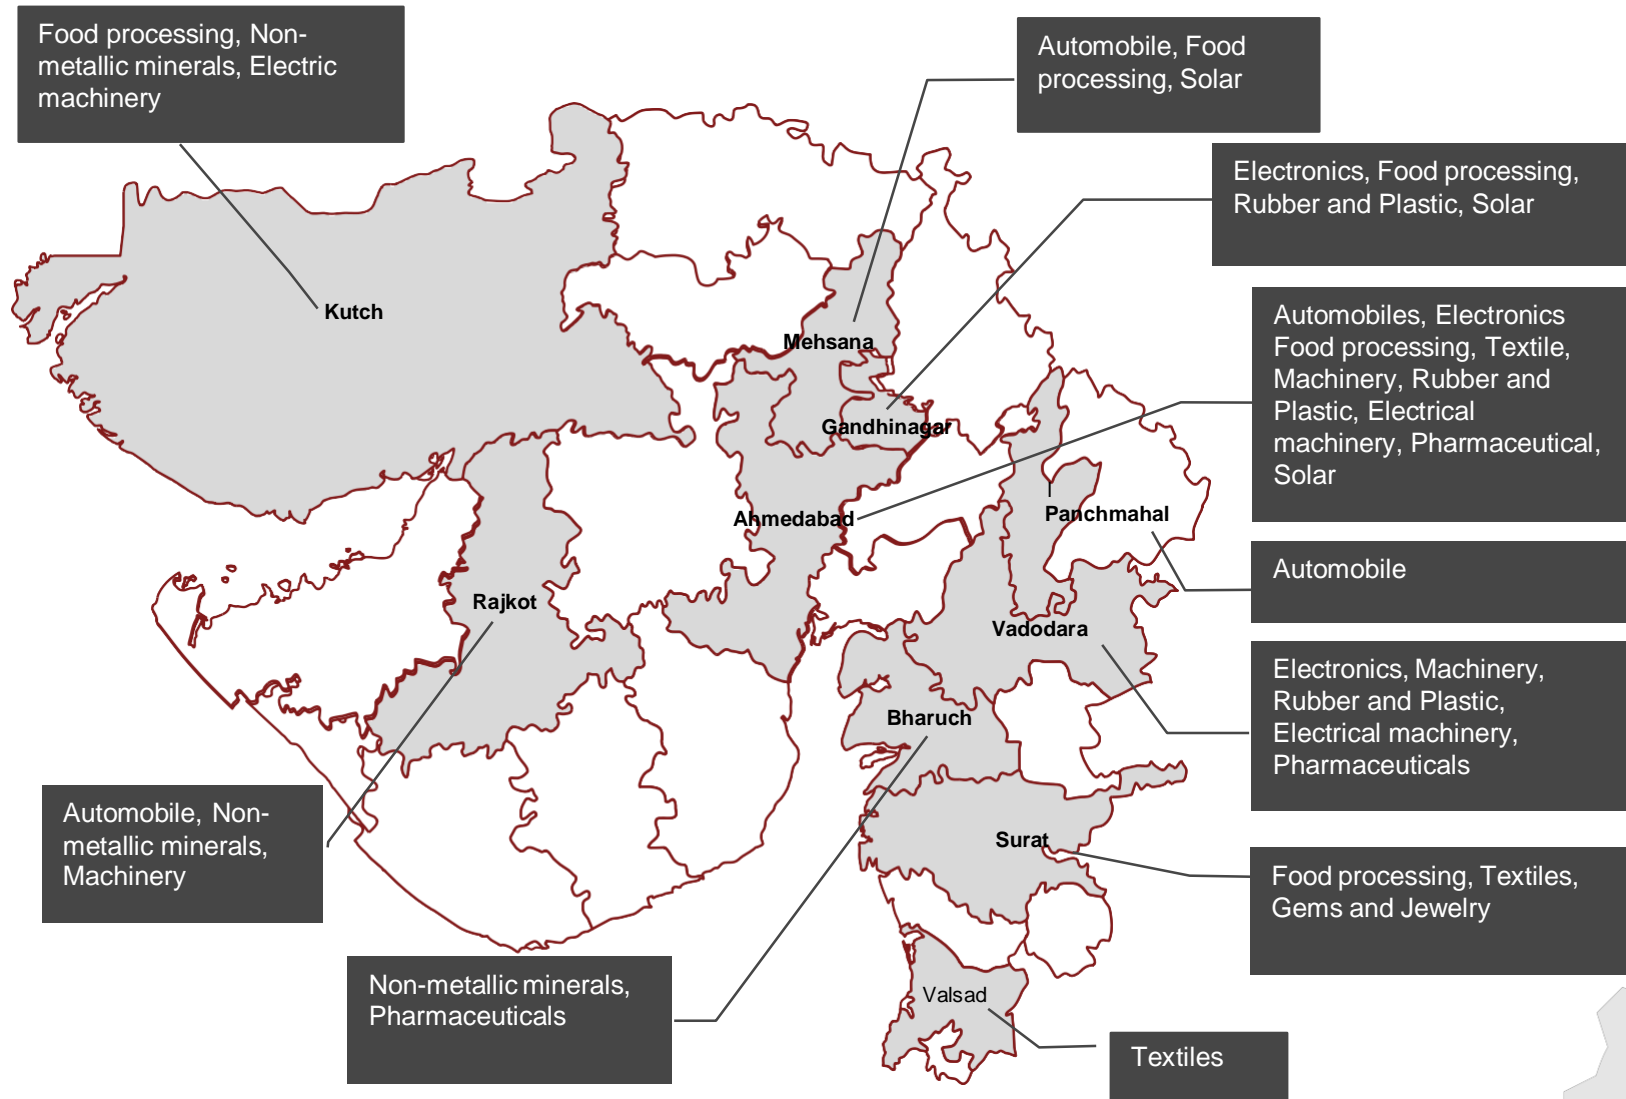 Food processing, Non-
metallic minerals, Electric
machinery
Automobile, Food
processing, Solar
Electronics, Food processing,
Rubber and Plastic, Solar
Automobiles, Electronics
Food processing, Textile,
Machinery, Rubber and
Plastic, Electrical
machinery, Pharmaceutical,
Solar
Kutch
Mehsana
Gandhinagar
Ahmedabad
Panchmahal
Automobile
Rajkot
Vadodara
Electronics, Machinery,
Rubber and Plastic,
Electrical machinery,
Pharmaceuticals
Bharuch
Automobile, Non-
metallic minerals,
Machinery
Surat
Food processing, Textiles,
Gems and Jewelry
Non-metallic minerals,
Pharmaceuticals
Valsad
Textiles